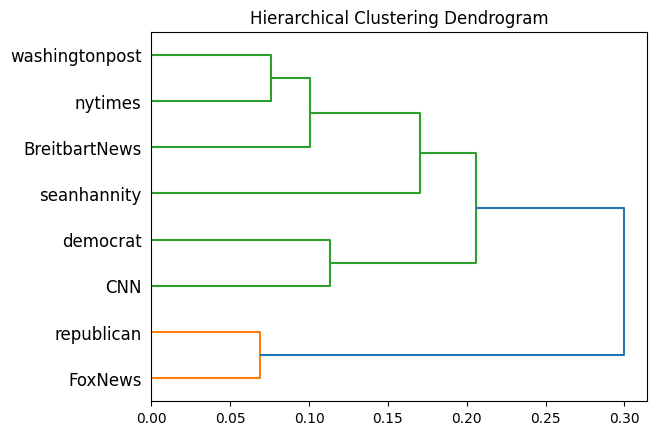 Hierarchical Clustering Dendrogram
washingtonpost
nytimes
BreitbartNews
seanhannity
democrat
CNN
republican
FoxNews
0.00 0.05 0.10 0.15 0.20 0.25 0.30